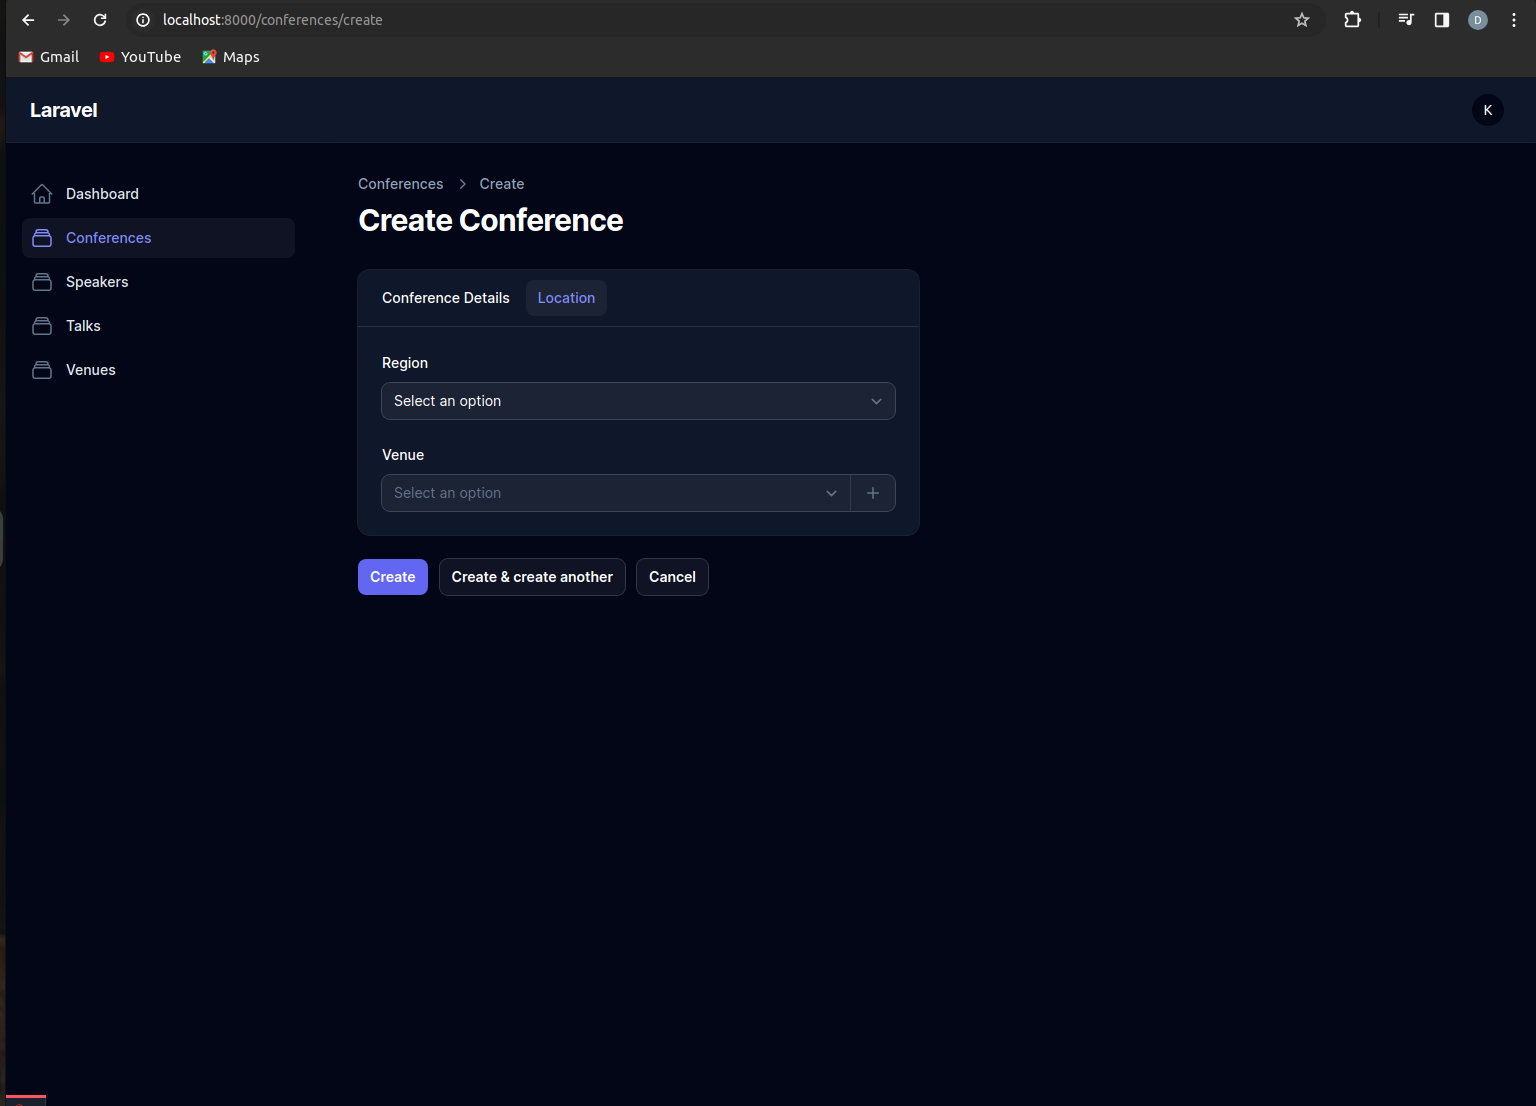 localhost:8000/conferences/create
D
Gmail YouTube Maps
Laravel
K
Dashboard
Conferences
Speakers
Talks
Venues
Conferences Create
Create Conference
Conference Details Location
Region
Select an option
Venue
Select an option
Create Create & create another Cancel